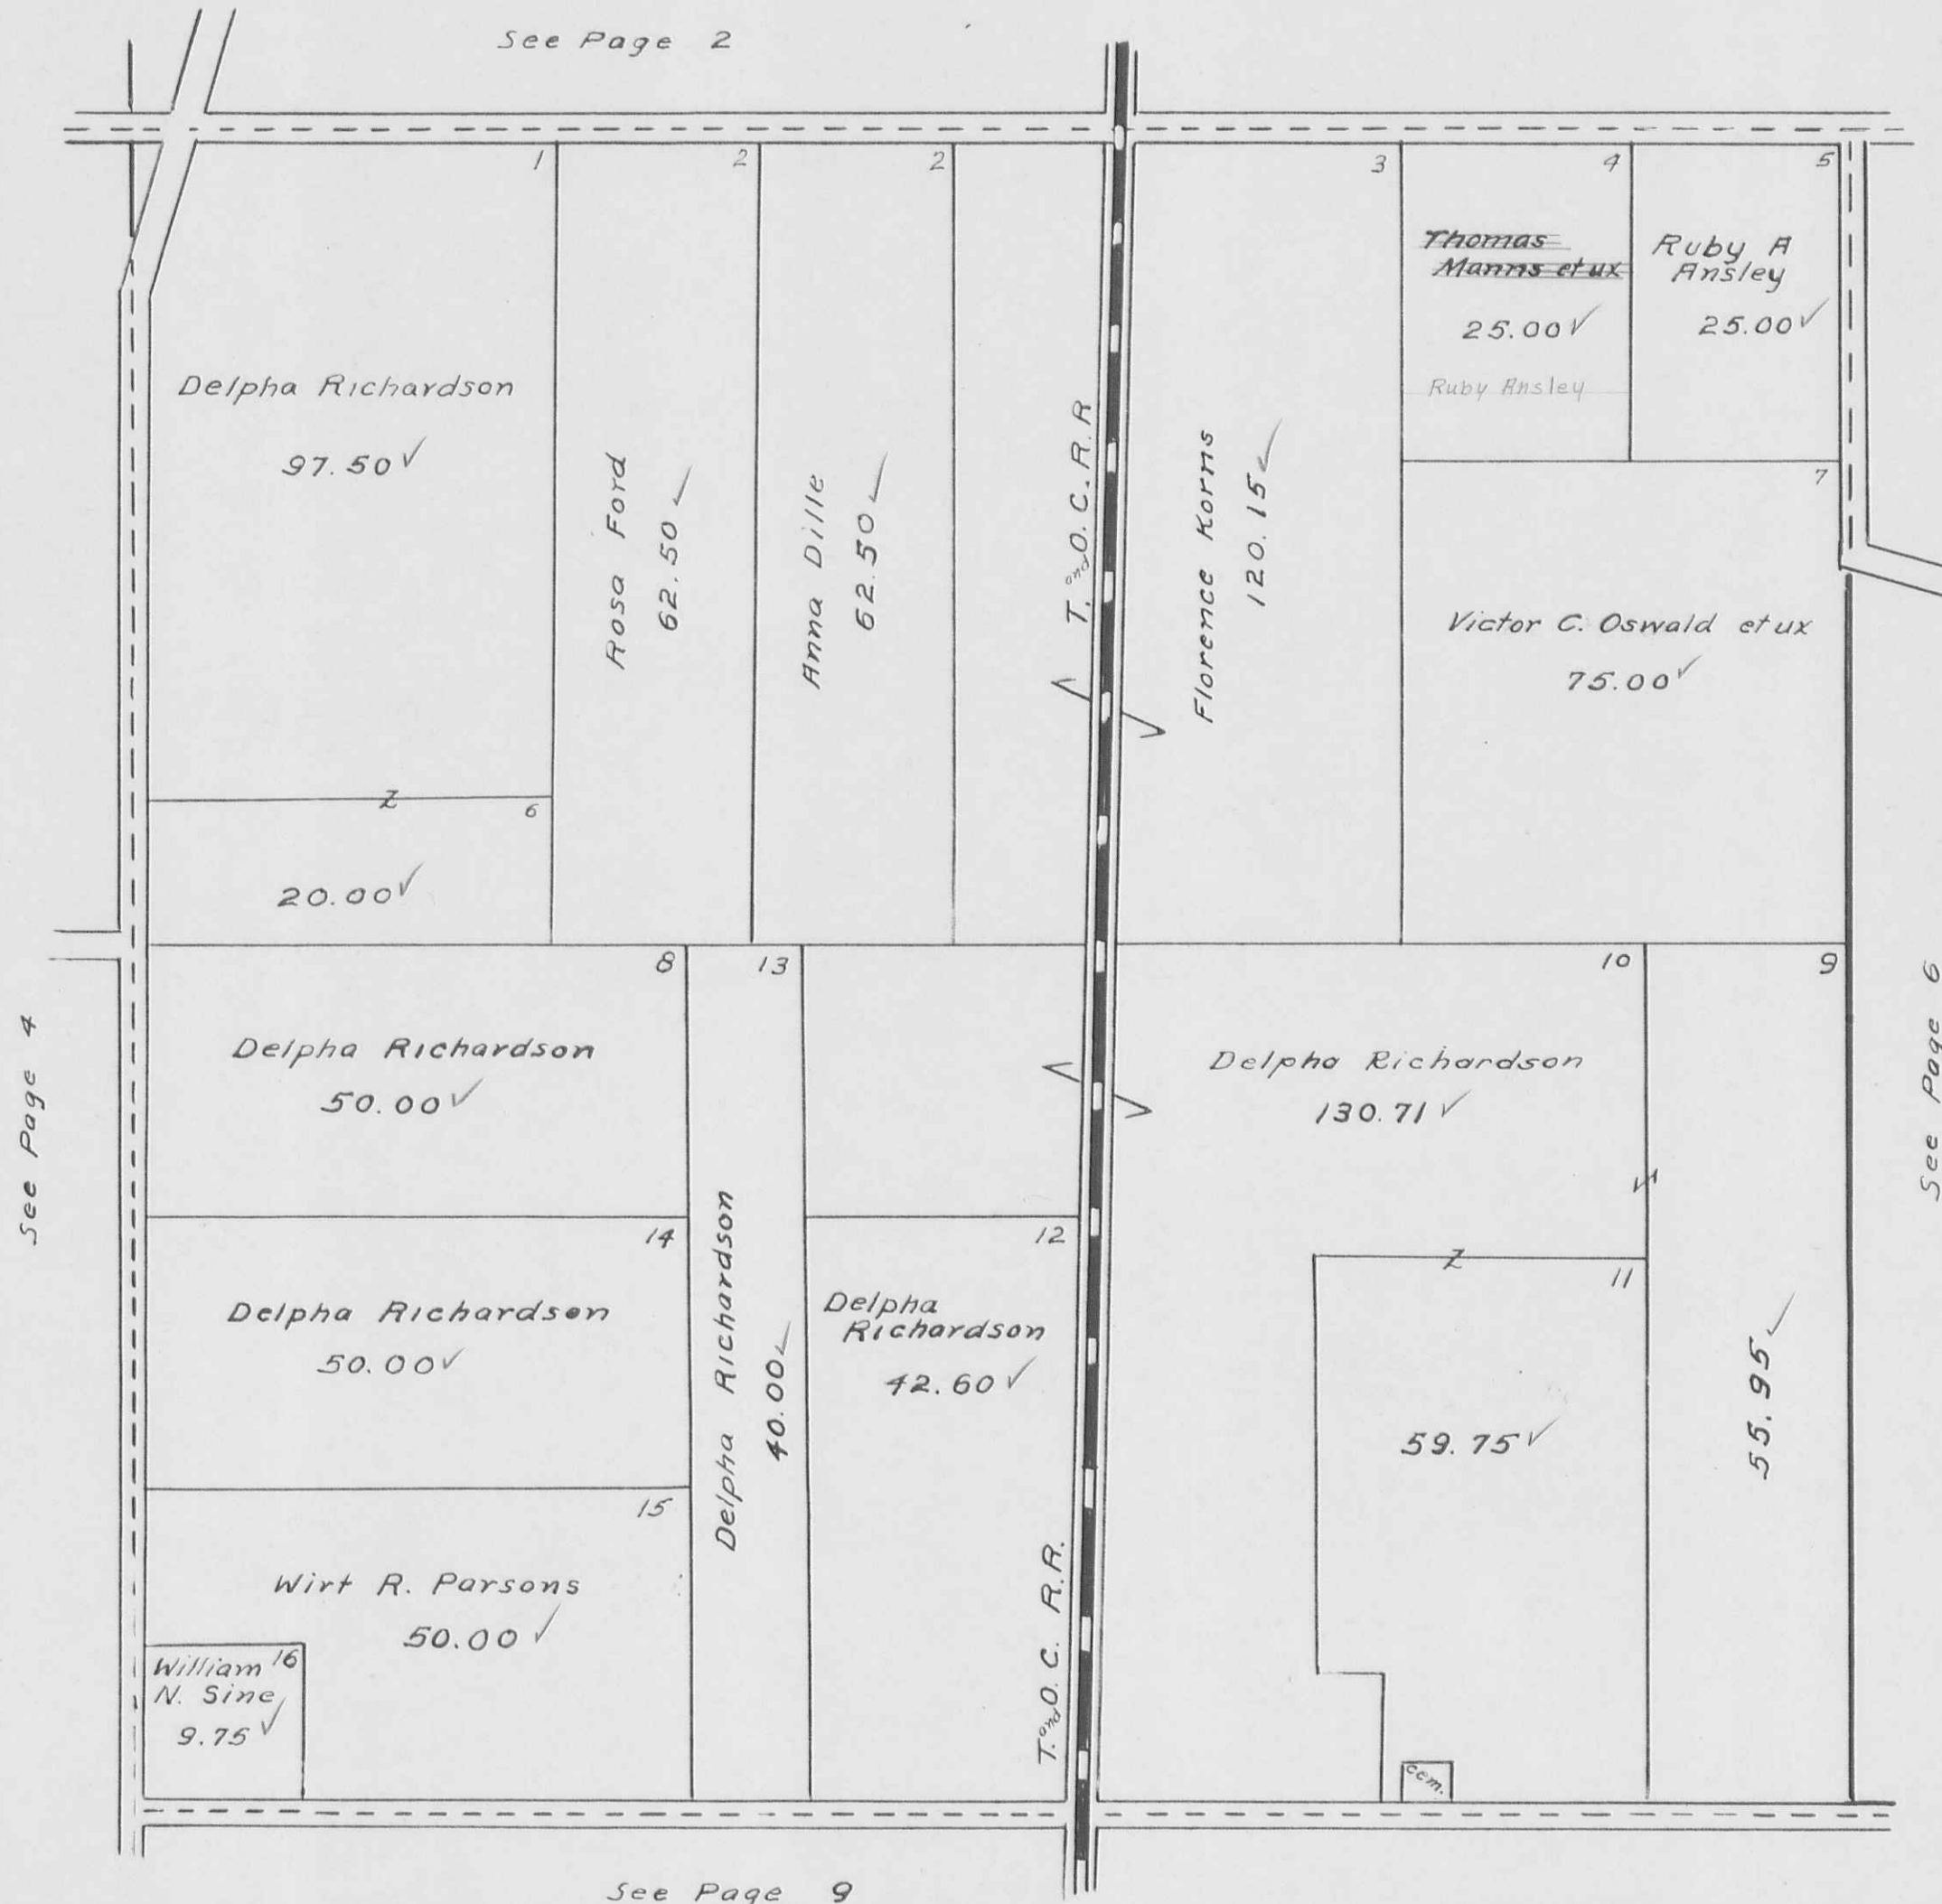 See Page 2
1
2
2
3
4
5
Thomas
Manns et ux
25.00
Ruby Ansley
Ruby A
Ansley
25.00
Delpha Richardson
97.50
Rosa Ford
62.50
Anna Dille
62.50
T. and O. C. R. R
Florence Korns
120.15
7
Victor C. Oswald et ux
75.00
Z
6
20.00
8
Delpha Richardson
50.00
13
Delpha Richardson
40.00
10
Delpha Richardson
130.71
9
55.95
See Page 4
See Page 6
14
Delpha Richardson
50.00
12
Delpha
Richardson
42.60
Z
11
59.75
15
Wirt R. Parsons
50.00
16
William
N. Sine
9.75
T. and O. C. R.R.
cem.
See Page 9